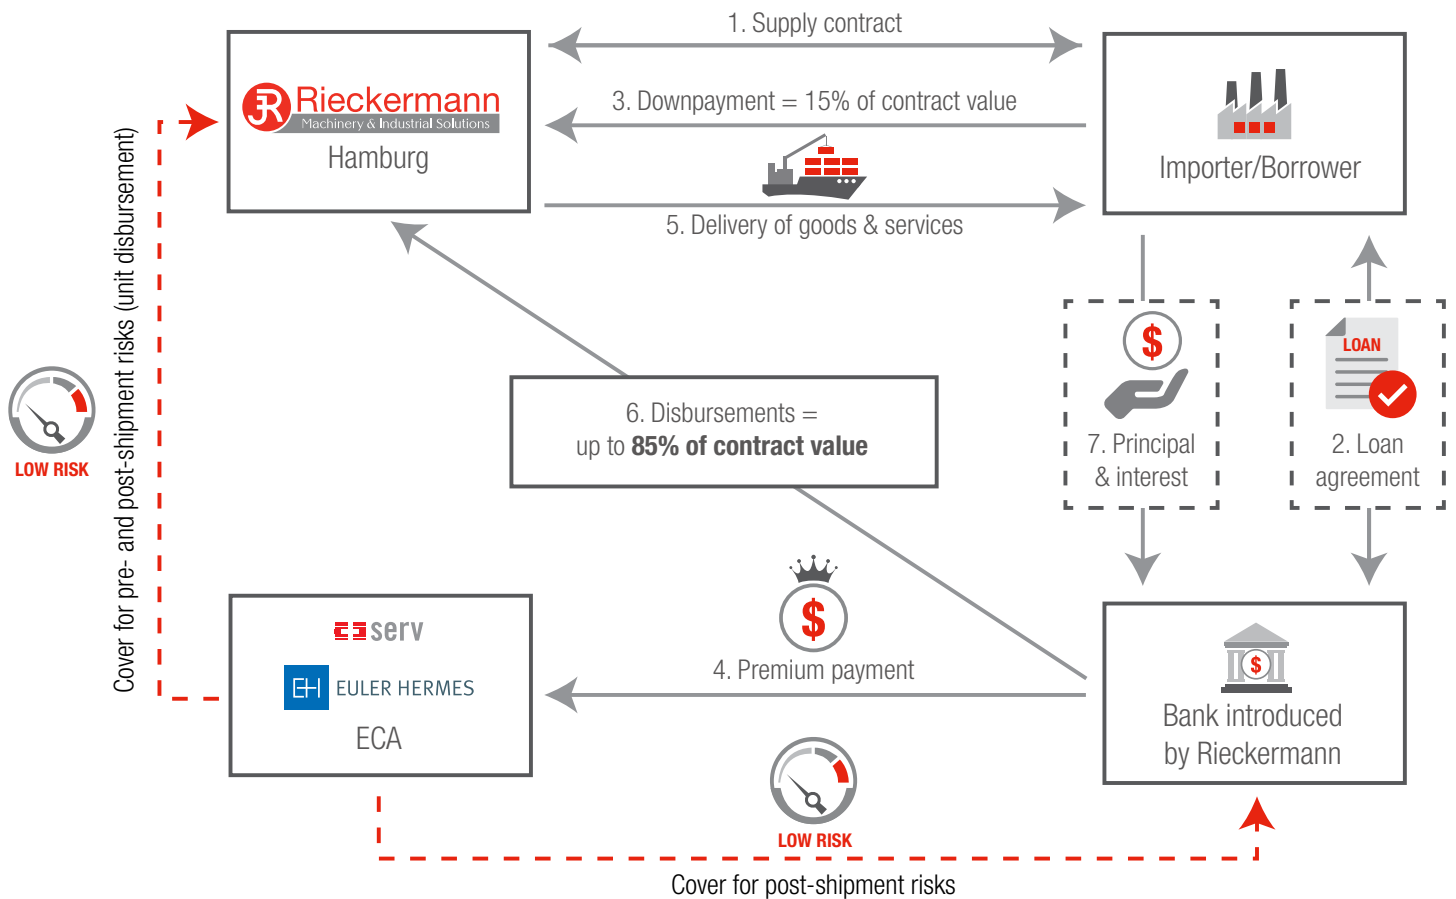 1. Supply contract
JR Rieckermann
Machinery & Industrial Solutions
Hamburg
3. Downpayment = 15% of contract value
5. Delivery of goods & services
Importer/Borrower
Cover for pre- and post-shipment risks (unit disbursement)
LOW RISK
6. Disbursements =
up to 85% of contract value
$
7. Principal
& interest
LOAN
2. Loan
agreement
serv
EH EULER HERMES
ECA
$
4. Premium payment
$
Bank introduced
by Rieckermann
LOW RISK
Cover for post-shipment risks